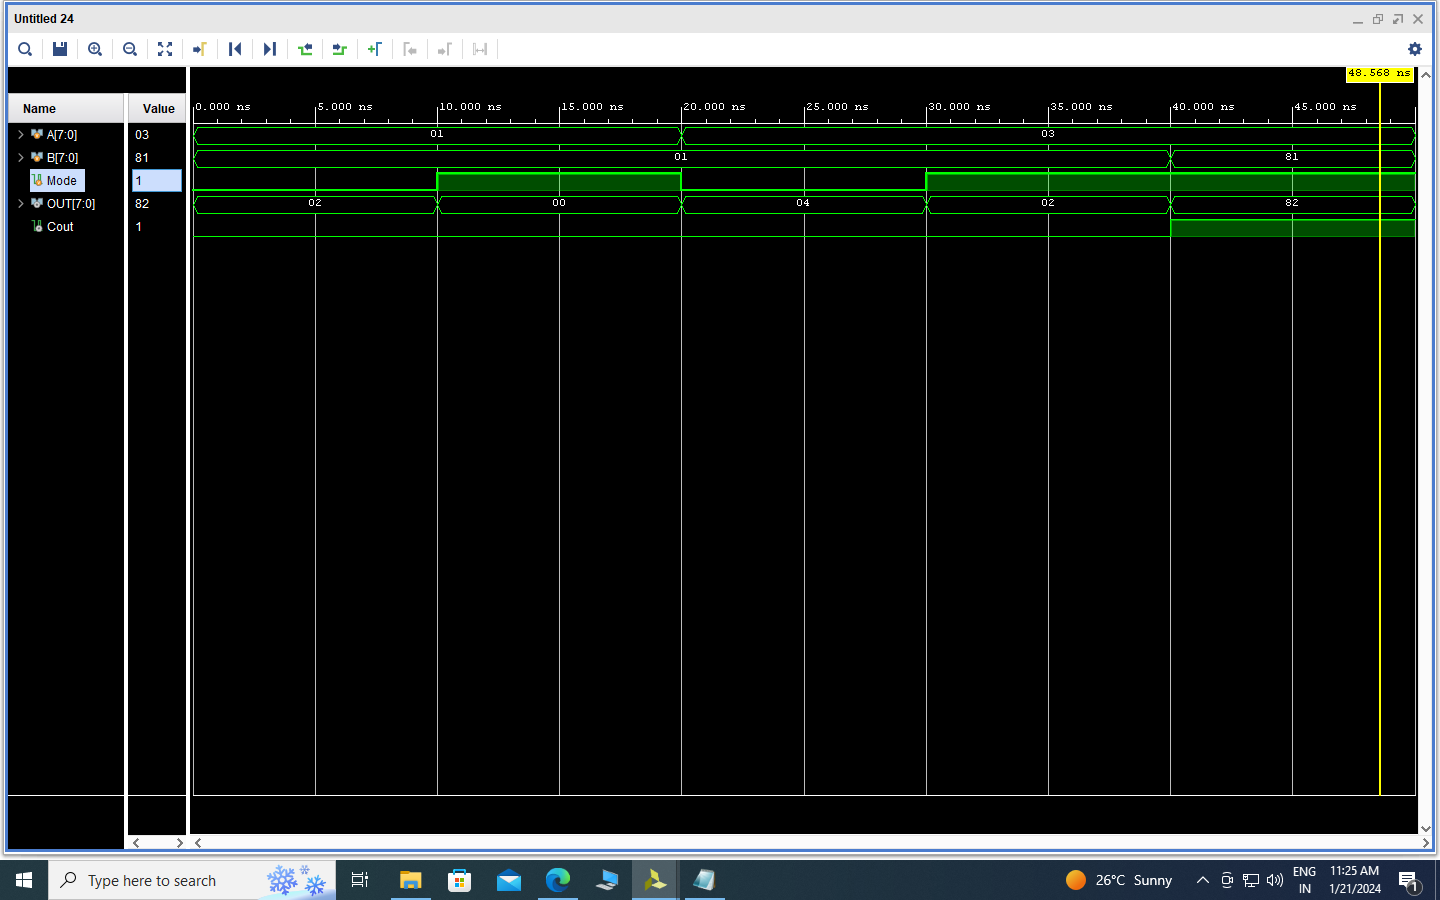 Untitled 24
48.568 ns
Name
Value
0.000 ns 5.000 ns 10.000 ns 15.000 ns 20.000 ns 25.000 ns 30.000 ns 35.000 ns 40.000 ns 45.000 ns
A[7:0] 03 01 03
B[7:0] 81 01 81
Mode 1
OUT[7:0] 82 02 00 04 02 82
Cout 1
Type here to search
26°C Sunny
ENG
IN
11:25 AM
1/21/2024
1